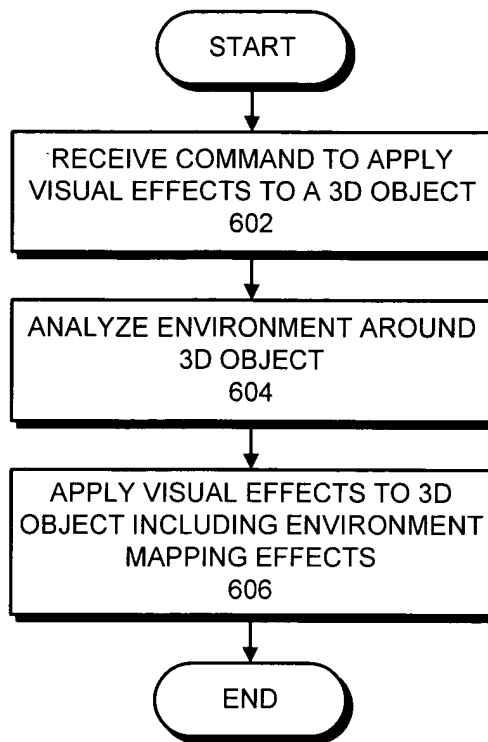 START
RECEIVE COMMAND TO APPLY
VISUAL EFFECTS TO A 3D OBJECT
602
ANALYZE ENVIRONMENT AROUND
3D OBJECT
604
APPLY VISUAL EFFECTS TO 3D
OBJECT INCLUDING ENVIRONMENT
MAPPING EFFECTS
606
END